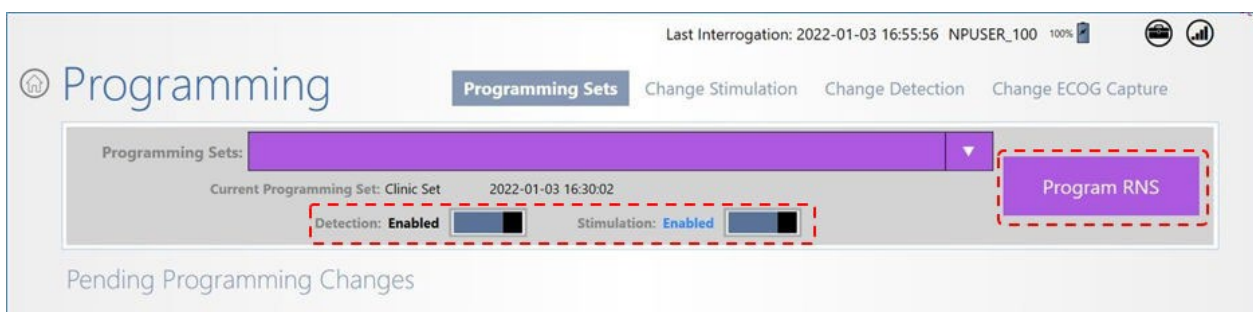 Last Interrogation: 2022-01-03 16:55:56 NPUSER_100 100%
Programming
Programming Sets Change Stimulation Change Detection Change ECOG Capture
Programming Sets:
Program RNS
Current Programming Set: Clinic Set 2022-01-03 16:30:02
Detection: Enabled Stimulation: Enabled
Pending Programming Changes